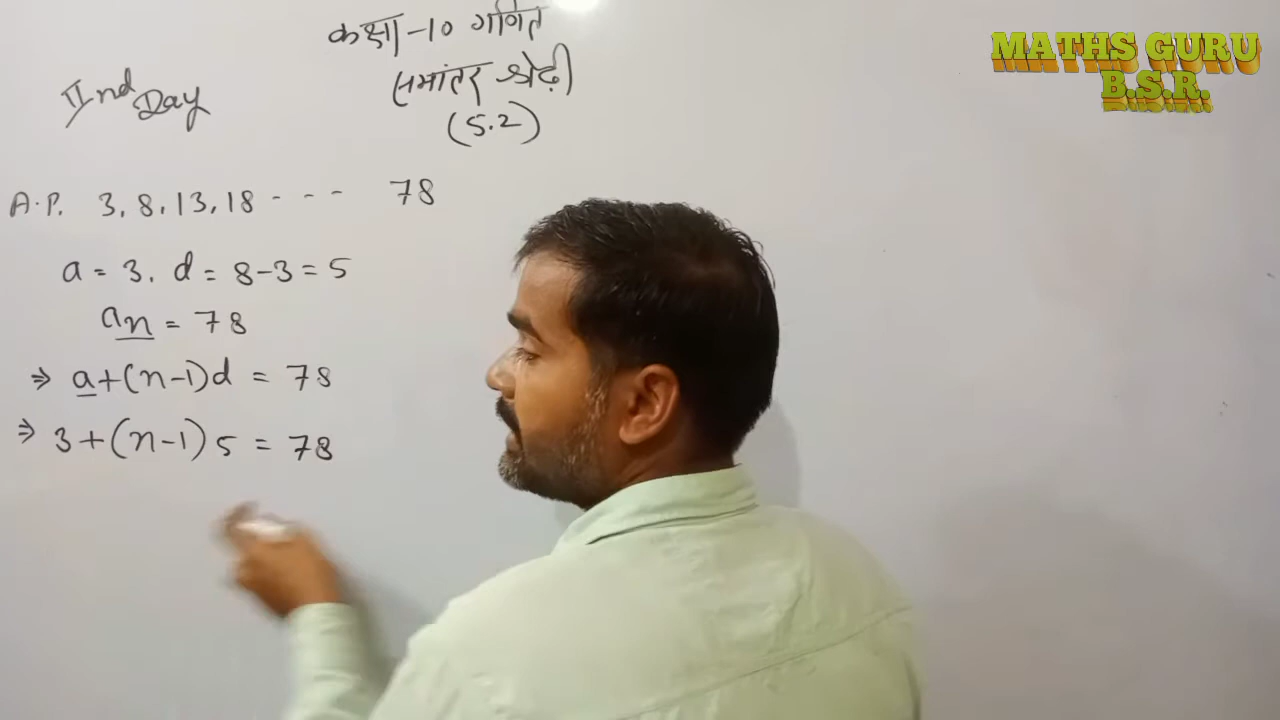 कक्षा-10 गणित
समांतर श्रेढ़ी
(5.2)
IInd Day
MATHS GURU
B.S.R.
A.P. 3, 8, 13, 18 - - - 78
a = 3, d = 8-3 = 5
an = 78
⇒ a+(n-1)d = 78
⇒ 3+(n-1) 5 = 78